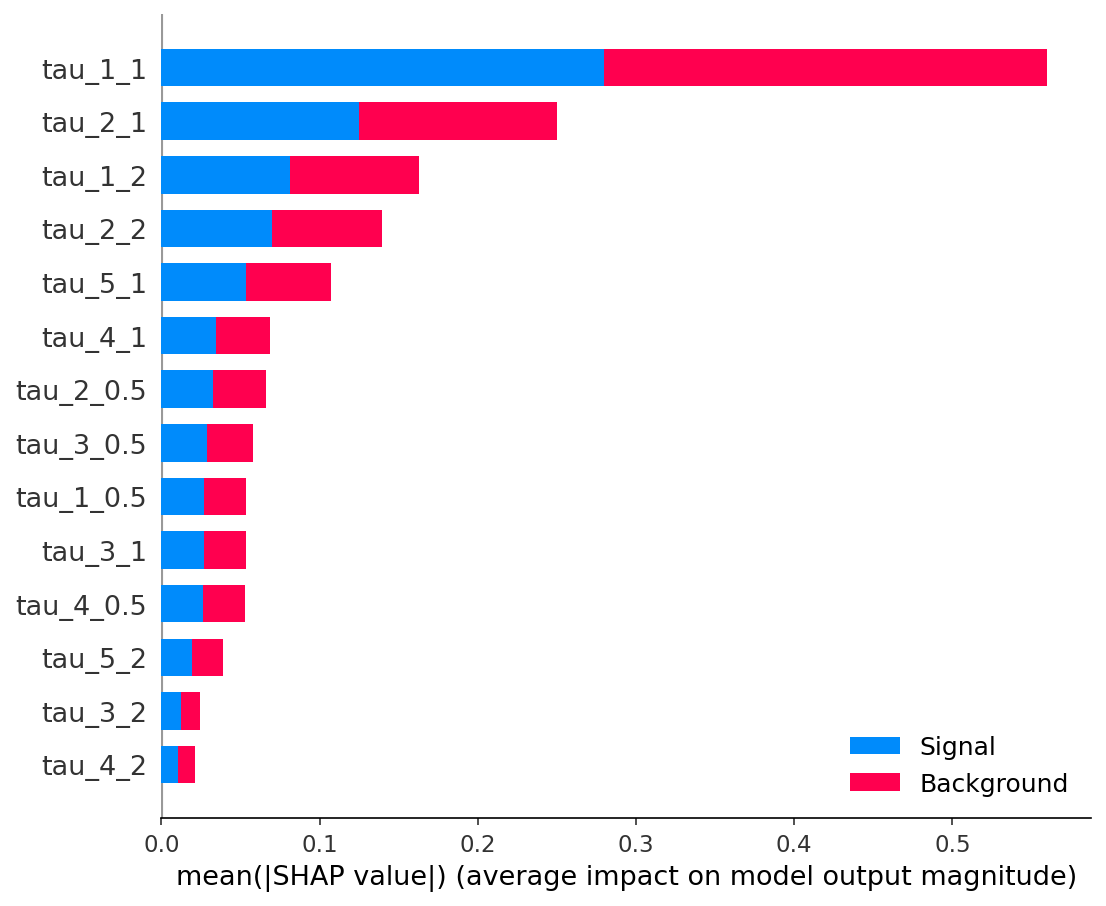 tau_1_1
tau_2_1
tau_1_2
tau_2_2
tau_5_1
tau_4_1
tau_2_0.5
tau_3_0.5
tau_1_0.5
tau_3_1
tau_4_0.5
tau_5_2
tau_3_2
tau_4_2
Signal
Background
0.0 0.1 0.2 0.3 0.4 0.5
mean(|SHAP value|) (average impact on model output magnitude)